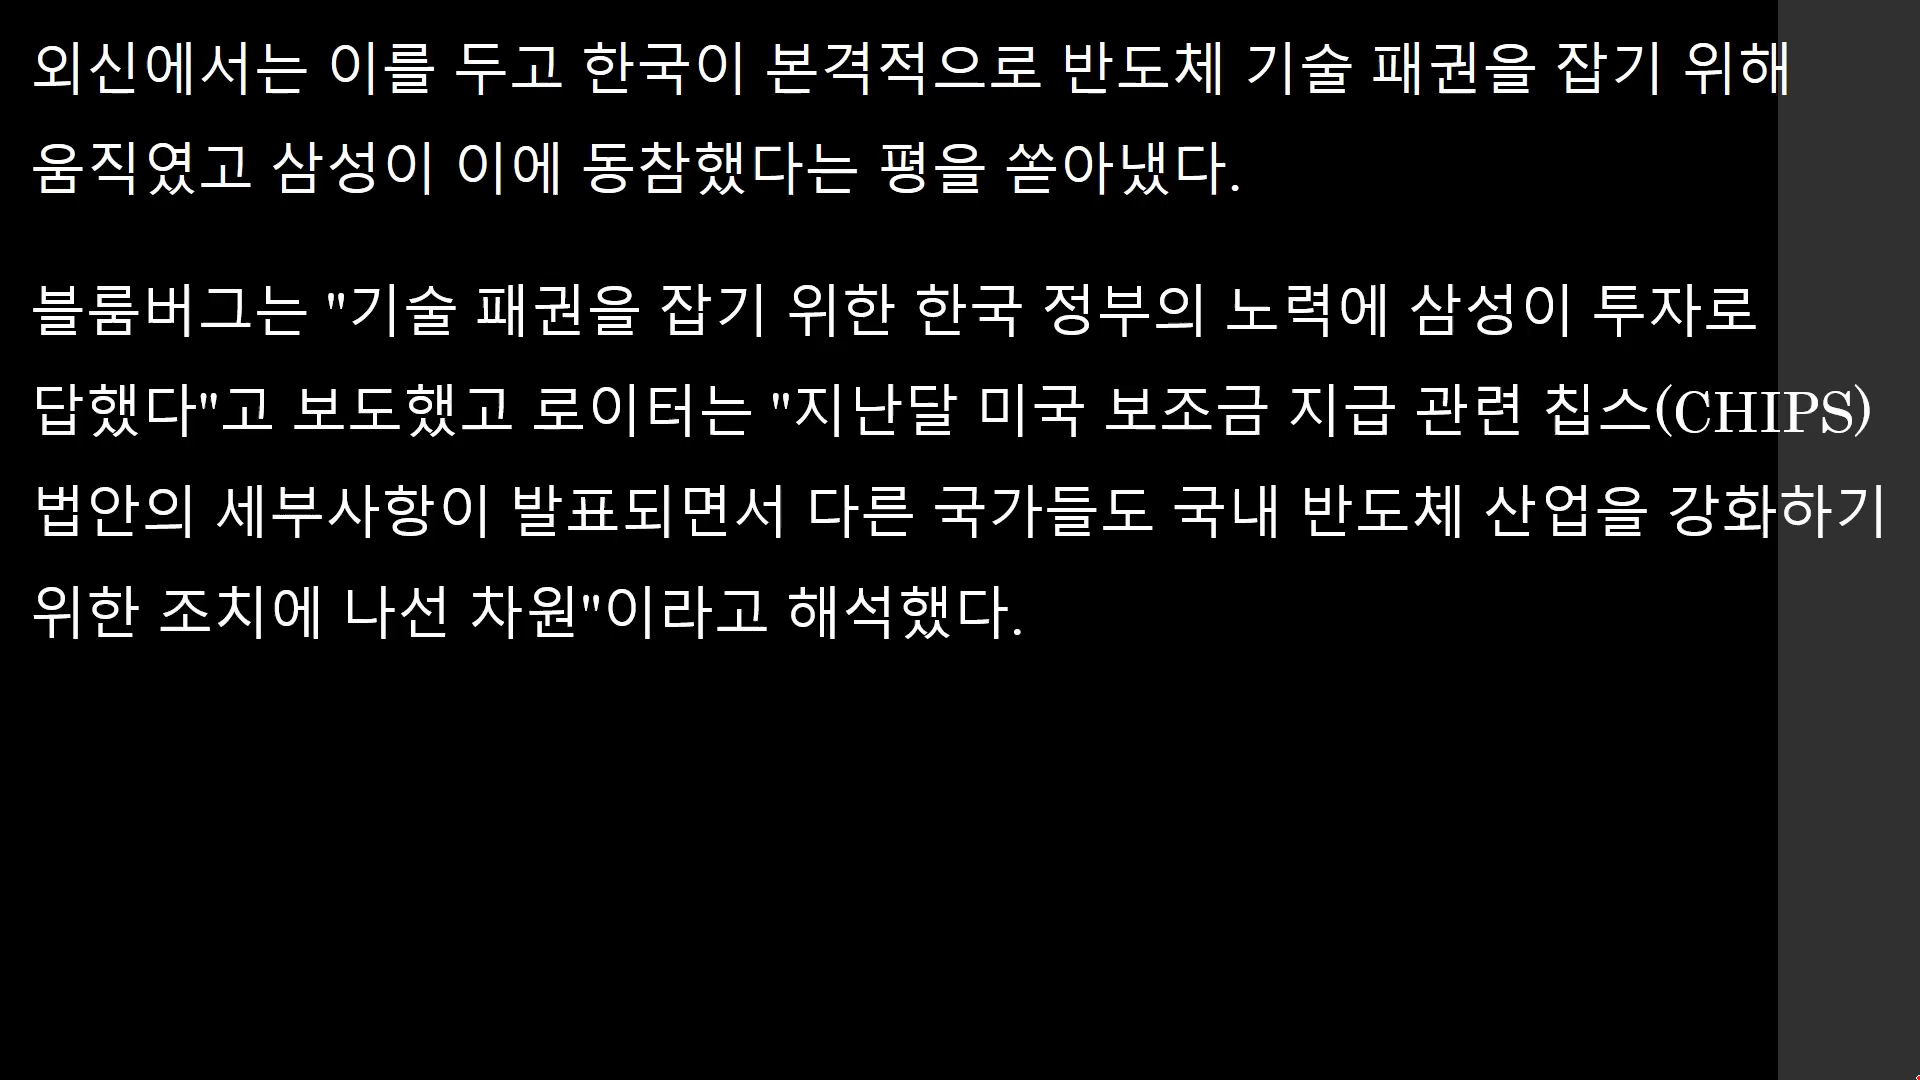 외신에서는 이를 두고 한국이 본격적으로 반도체 기술 패권을 잡기 위해
움직였고 삼성이 이에 동참했다는 평을 쏟아냈다.
블룸버그는 "기술 패권을 잡기 위한 한국 정부의 노력에 삼성이 투자로
답했다"고 보도했고 로이터는 "지난달 미국 보조금 지급 관련 칩스(CHIPS)
법안의 세부사항이 발표되면서 다른 국가들도 국내 반도체 산업을 강화하기
위한 조치에 나선 차원"이라고 해석했다.